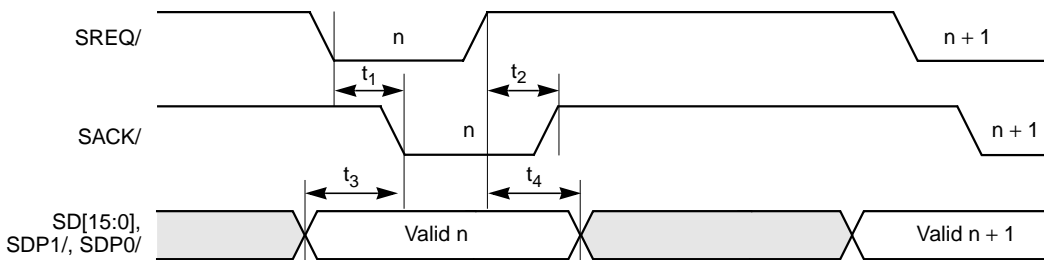 SREQ/
n
n + 1
t1
t2
SACK/
n
n + 1
t3
t4
SD[15:0],
SDP1/, SDP0/
Valid n
Valid n + 1